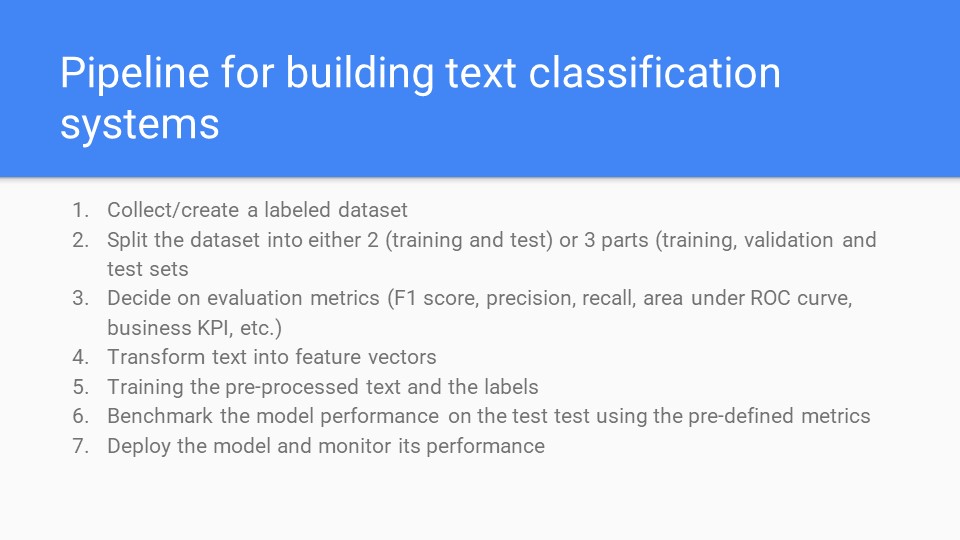 Pipeline for building text classification
systems
1. Collect/create a labeled dataset
2. Split the dataset into either 2 (training and test) or 3 parts (training, validation and
test sets
3. Decide on evaluation metrics (F1 score, precision, recall, area under ROC curve,
business KPI, etc.)
4. Transform text into feature vectors
5. Training the pre-processed text and the labels
6. Benchmark the model performance on the test test using the pre-defined metrics
7. Deploy the model and monitor its performance